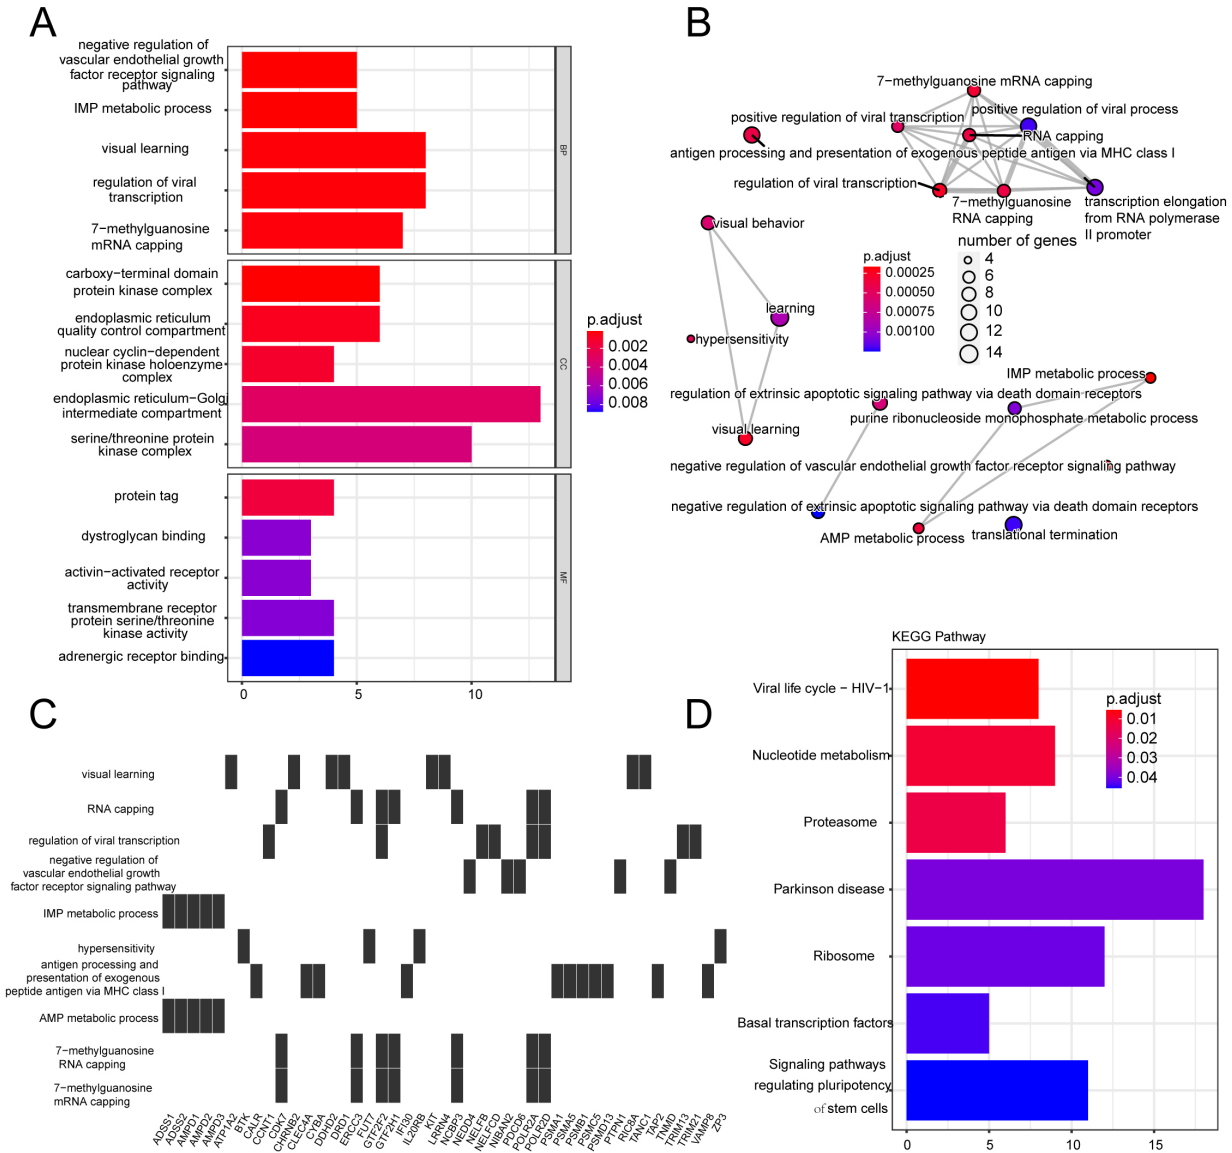 A
negative regulation of
vascular endothelial growth
factor receptor signaling
pathway
IMP metabolic process
visual learning
regulation of viral
transcription
7−methylguanosine
mRNA capping
BP
carboxy−terminal domain
protein kinase complex
endoplasmic reticulum
quality control compartment
nuclear cyclin−dependent
protein kinase holoenzyme
complex
endoplasmic reticulum−Golgi
intermediate compartment
serine/threonine protein
kinase complex
CC
protein tag
dystroglycan binding
activin−activated receptor
activity
transmembrane receptor
protein serine/threonine
kinase activity
adrenergic receptor binding
MF
0 5 10
p.adjust
0.002
0.004
0.006
0.008
B
7−methylguanosine mRNA capping
positive regulation of viral process
positive regulation of viral transcription
RNA capping
antigen processing and presentation of exogenous peptide antigen via MHC class I
regulation of viral transcription
7−methylguanosine
RNA capping
transcription elongation
from RNA polymerase
II promoter
visual behavior
learning
hypersensitivity
visual learning
p.adjust
0.00025
0.00050
0.00075
0.00100
number of genes
4
6
8
10
12
14
IMP metabolic process
regulation of extrinsic apoptotic signaling pathway via death domain receptors
purine ribonucleoside monophosphate metabolic process
negative regulation of vascular endothelial growth factor receptor signaling pathway
negative regulation of extrinsic apoptotic signaling pathway via death domain receptors
AMP metabolic process
translational termination
C
visual learning
RNA capping
regulation of viral transcription
negative regulation of
vascular endothelial growth
factor receptor signaling pathway
IMP metabolic process
hypersensitivity
antigen processing and
presentation of exogenous
peptide antigen via MHC class I
AMP metabolic process
7−methylguanosine
RNA capping
7−methylguanosine
mRNA capping
ADSS1
ADSS2
AMPD1
AMPD2
AMPD3
ATP1A2
BTK
CALR
CCNT1
CDK7
CHRNB2
CLEC4A
CYBA
DDHD2
DRD1
ERCC3
FUT7
GTF2F2
GTF2H1
IFI30
IL20RB
KIT
LRRN4
NCBP3
NEDD4
NELFB
NELFCD
NIBAN2
PDCD6
POLR2A
POLR2D
PSMA1
PSMA5
PSMB1
PSMC5
PSMD13
PTPN1
RIC8A
TANC1
TAP2
TNMD
TRIM13
TRIM21
VAMP8
ZP3
D
KEGG Pathway
Viral life cycle − HIV−1
Nucleotide metabolism
Proteasome
Parkinson disease
Ribosome
Basal transcription factors
Signaling pathways
regulating pluripotency
of stem cells
0 5 10 15
p.adjust
0.01
0.02
0.03
0.04